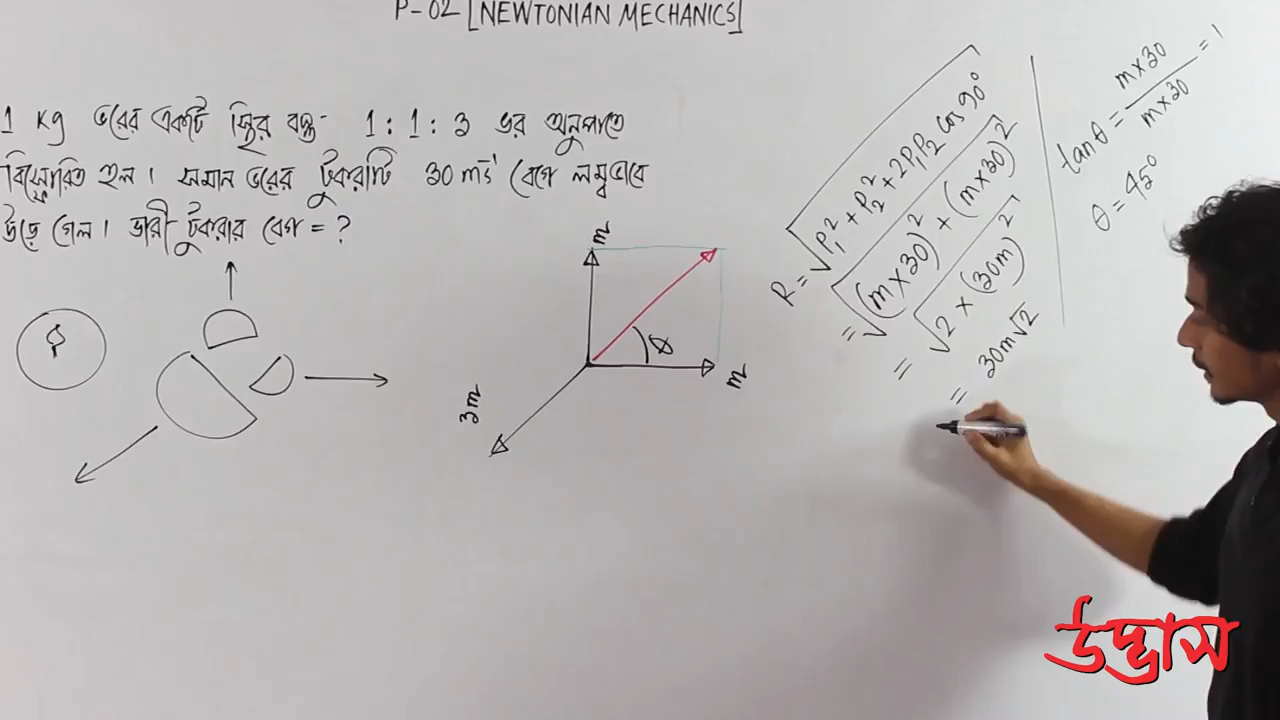 P-02 [NEWTONIAN MECHANICS]
1 Kg ভরের একটি স্থির বস্তু 1 : 1 : 3 ভর অনুপাতে
বিস্ফোরিত হল। সমান ভরের টুকরাটি 30 ms⁻¹ বেগে লম্বভাবে
উড়ে গেল। ভারী টুকরার বেগ = ?
m
θ
m
3m
R = √P₁² + P₂² + 2P₁P₂ cos 90°
= √(m×30)² + (m×30)²
= √2 × (30m)²
= 30m√2
=
tanθ = m×30 / m×30 = 1
θ = 45°
উদ্ভাস